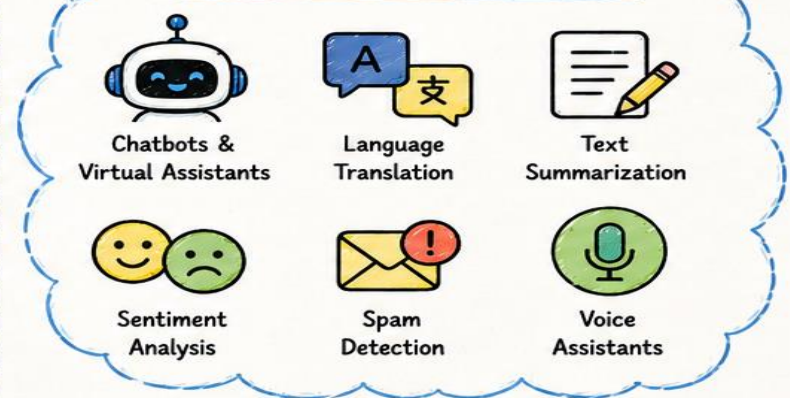 A
支
Chatbots &
Virtual Assistants
Language
Translation
Text
Summarization
!
Sentiment
Analysis
Spam
Detection
Voice
Assistants